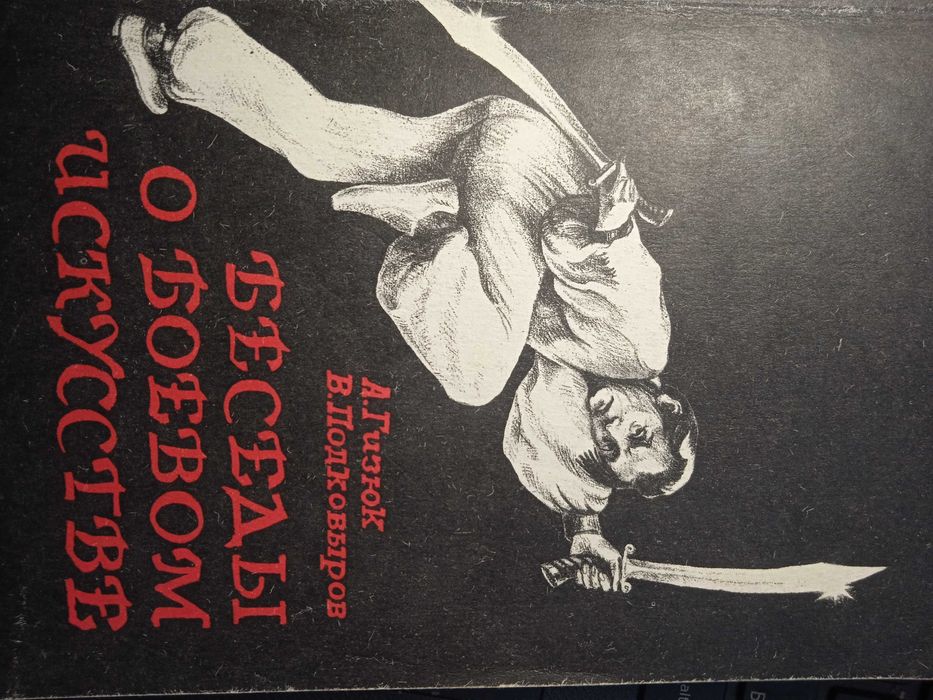 А.Гизюк
В.Подковыров
БЕСЕДЫ
О БОЕВОМ
ИСКУССТВЕ